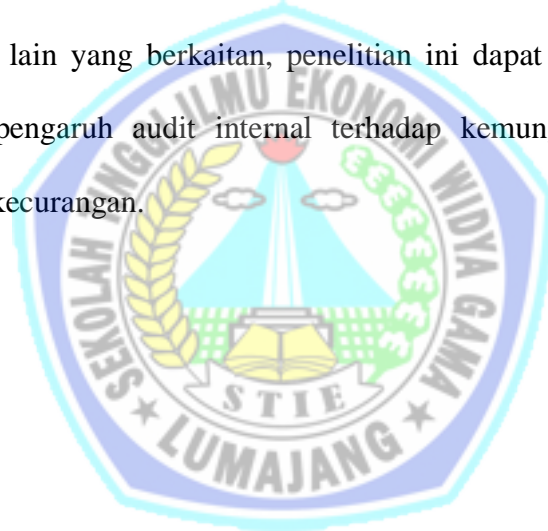 lain yang berkaitan, penelitian ini dapat
pengaruh audit internal terhadap kemun
kecurangan.
SEKOLAH TINGGI ILMU EKONOMI WIDYA GAMA
STIE
LUMAJANG